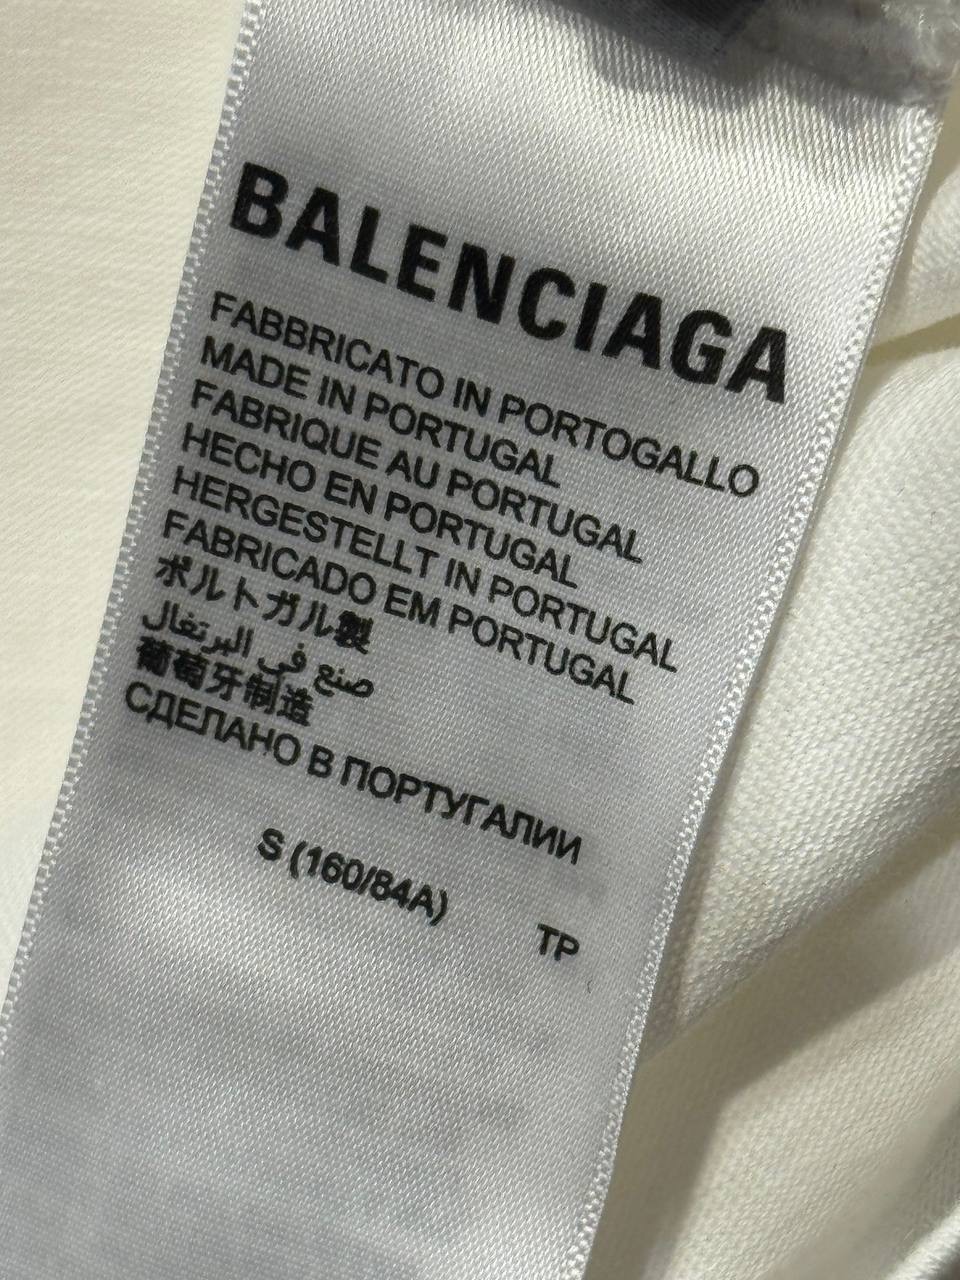 BALENCIAGA
FABBRICATO IN PORTOGALLO
MADE IN PORTUGAL
FABRIQUE AU PORTUGAL
HECHO EN PORTUGAL
HERGESTELLT IN PORTUGAL
FABRICADO EM PORTUGAL
ポルトガル製
صنع في البرتغال
葡萄牙制造
СДЕЛАНО В ПОРТУГАЛИИ
S (160/84A)
TP